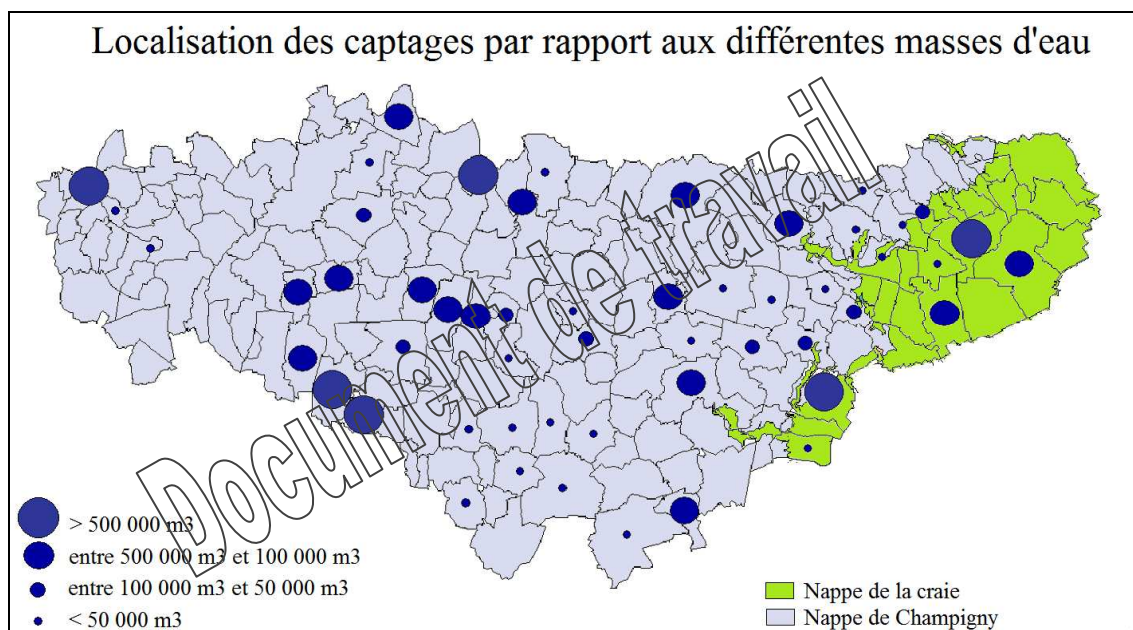 Localisation des captages par rapport aux différentes masses d'eau
Document de travail
> 500 000 m3
entre 500 000 m3 et 100 000 m3
entre 100 000 m3 et 50 000 m3
< 50 000 m3
Nappe de la craie
Nappe de Champigny